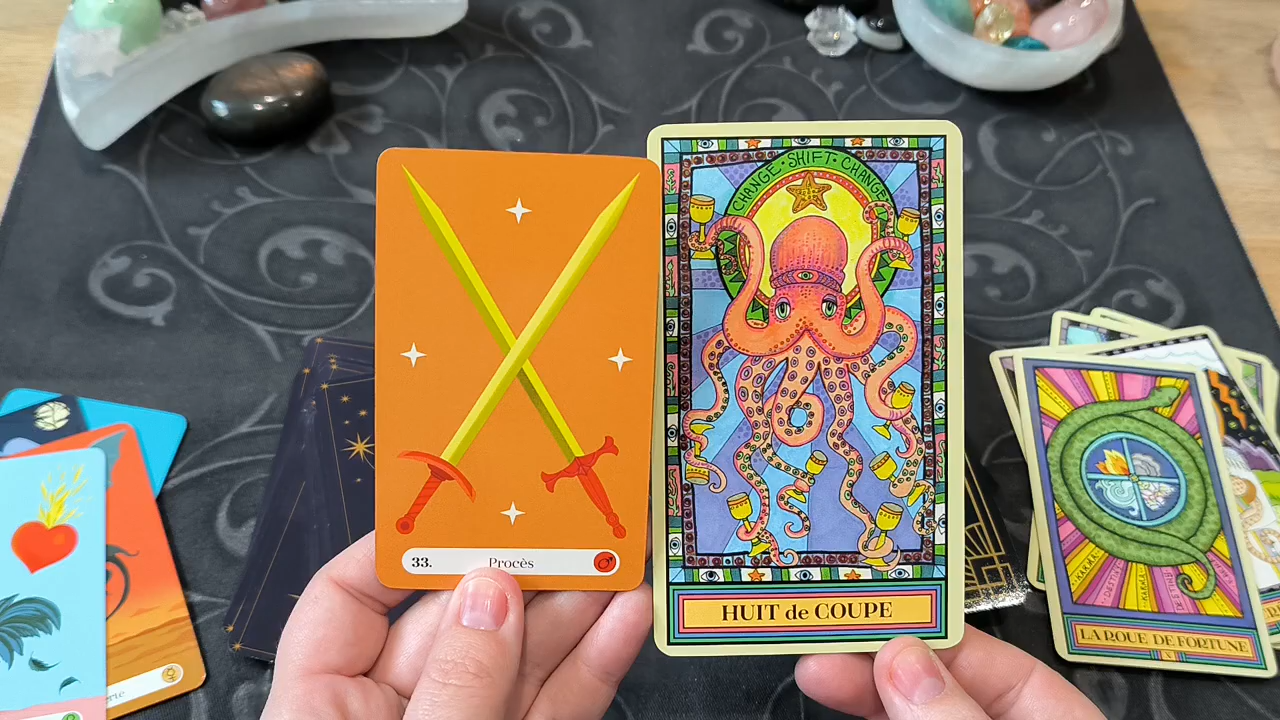 CHANGE · SHIFT · CHANGE
33. Procès
HUIT de COUPE
LA ROUE DE FORTUNE
X